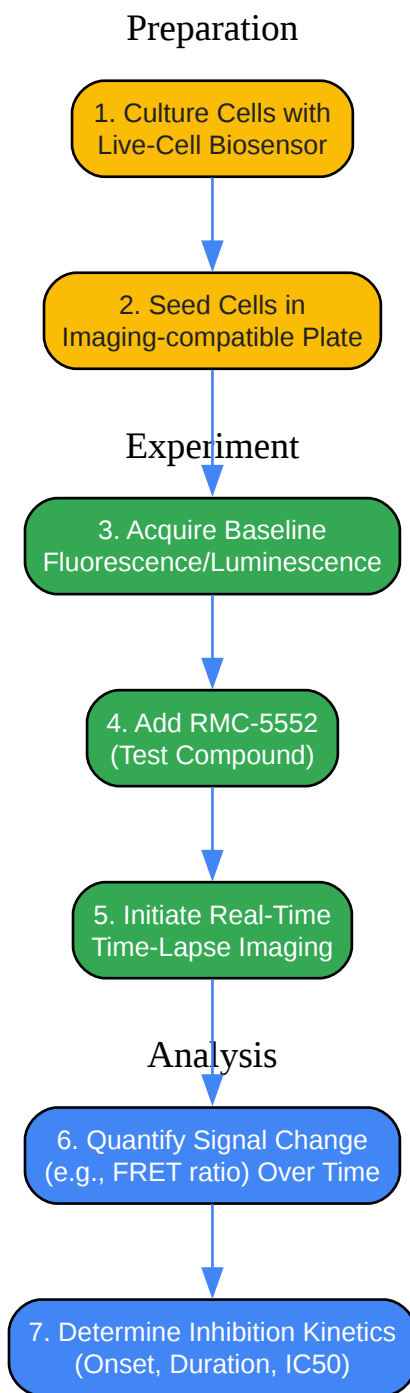 Preparation
1. Culture Cells with
Live-Cell Biosensor
2. Seed Cells in
Imaging-compatible Plate
Experiment
3. Acquire Baseline
Fluorescence/Luminescence
4. Add RMC-5552
(Test Compound)
5. Initiate Real-Time
Time-Lapse Imaging
Analysis
6. Quantify Signal Change
(e.g., FRET ratio) Over Time
7. Determine Inhibition Kinetics
(Onset, Duration, IC50)